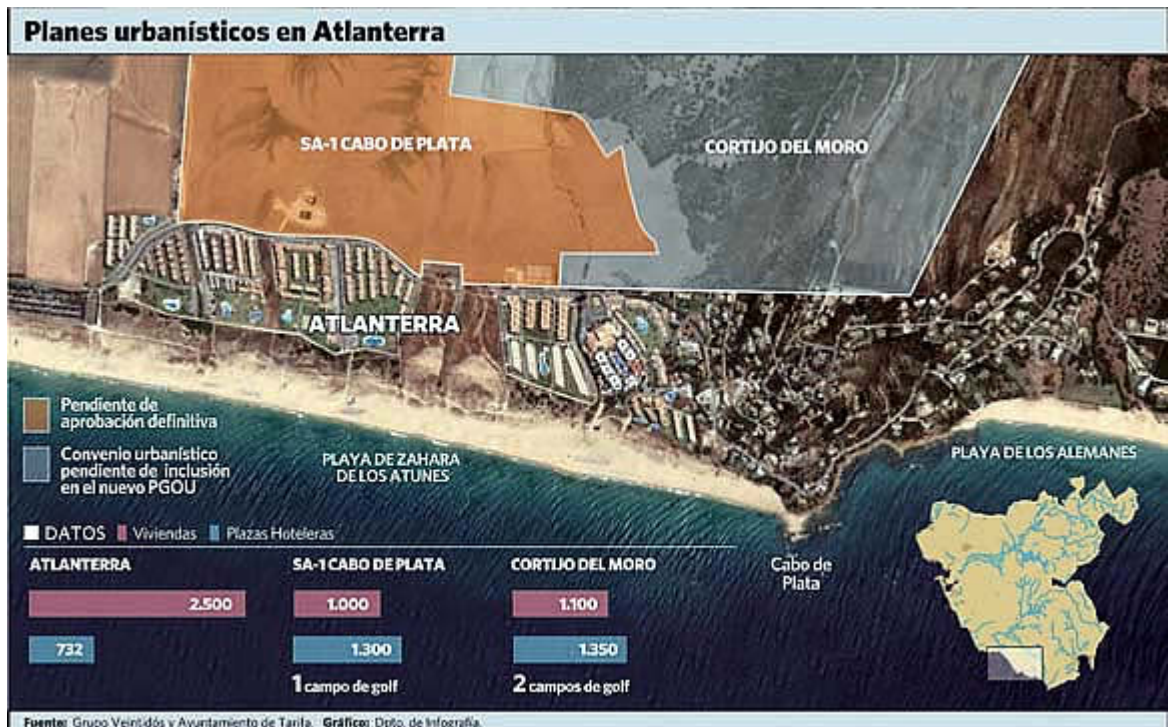 Planes urbanísticos en Atlanterra
SA-1 CABO DE PLATA
CORTIJO DEL MORO
ATLANTERRA
Pendiente de
aprobación definitiva
Convenio urbanístico
pendiente de inclusión
en el nuevo PGOU
PLAYA DE ZAHARA
DE LOS ATUNES
PLAYA DE LOS ALEMANES
Cabo de
Plata
DATOS Viviendas Plazas Hoteleras
ATLANTERRA
2.500
732
SA-1 CABO DE PLATA
1.000
1.300
1 campo de golf
CORTIJO DEL MORO
1.100
1.350
2 campos de golf
Fuente: Grupo Veintidós y Ayuntamiento de Tarifa. Gráfico: Dpto. de Infografía.